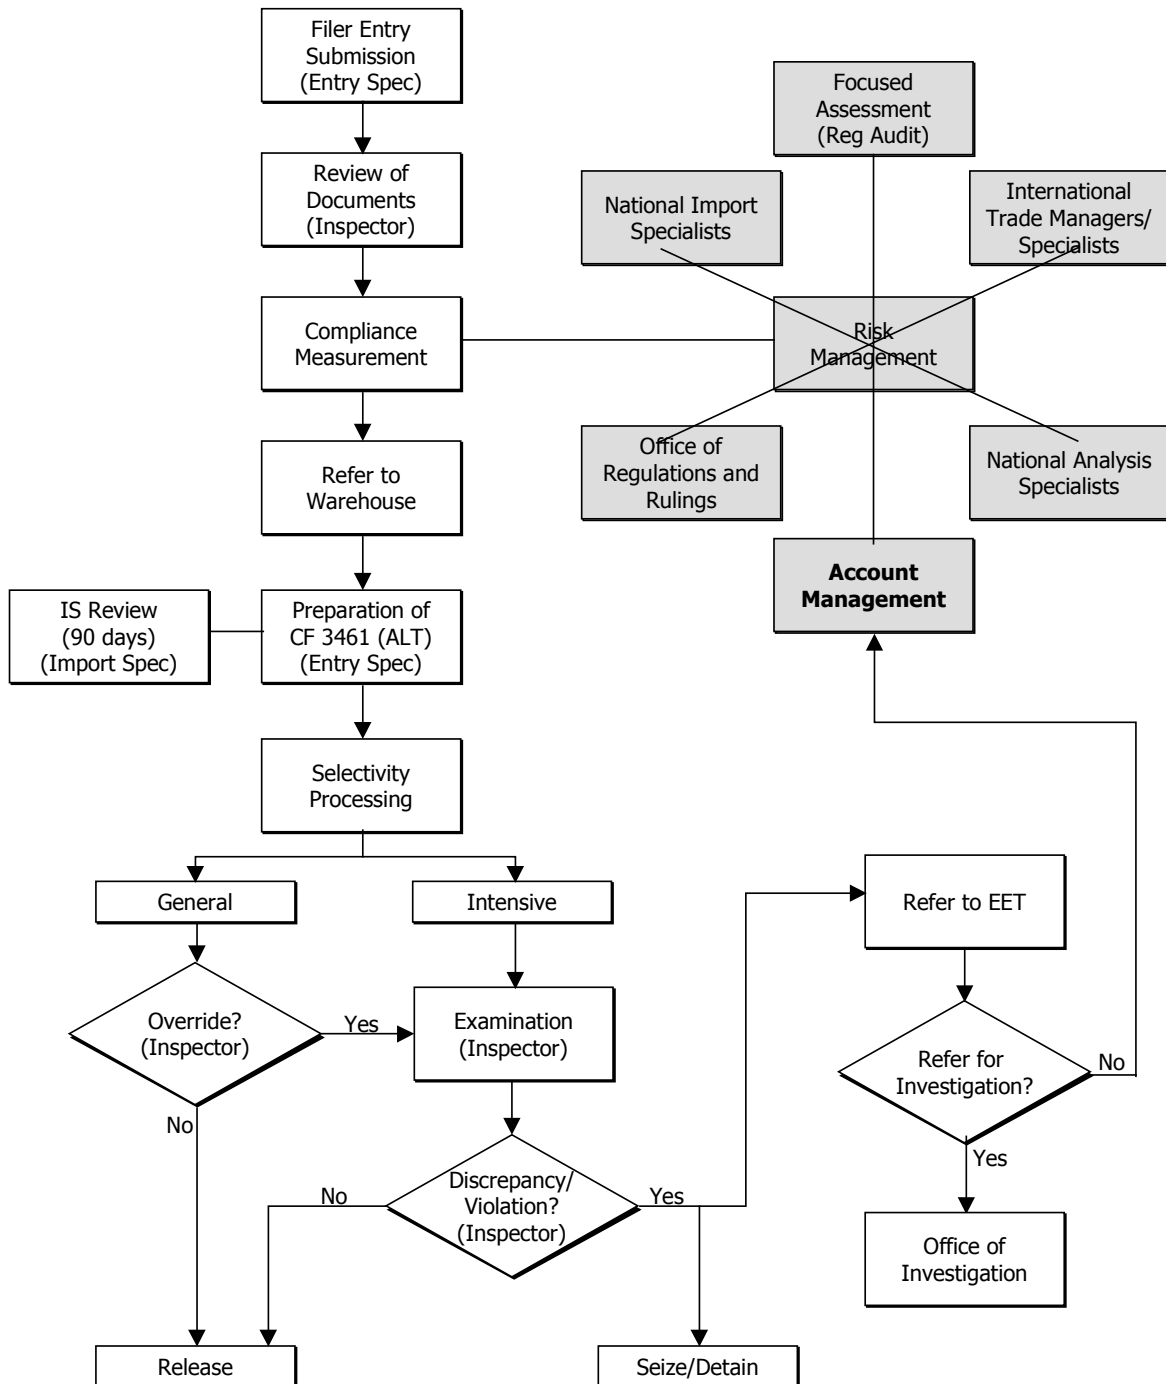 Filer Entry
Submission
(Entry Spec)
Focused
Assessment
(Reg Audit)
Review of
Documents
(Inspector)
National Import
Specialists
International
Trade Managers/
Specialists
Compliance
Measurement
Risk
Management
Refer to
Warehouse
Office of
Regulations and
Rulings
National Analysis
Specialists
Account
Management
IS Review
(90 days)
(Import Spec)
Preparation of
CF 3461 (ALT)
(Entry Spec)
Selectivity
Processing
General
Intensive
Refer to EET
Override?
(Inspector)
Yes
Examination
(Inspector)
Refer for
Investigation?
No
No
Yes
No
Discrepancy/
Violation?
(Inspector)
Yes
Office of
Investigation
Release
Seize/Detain